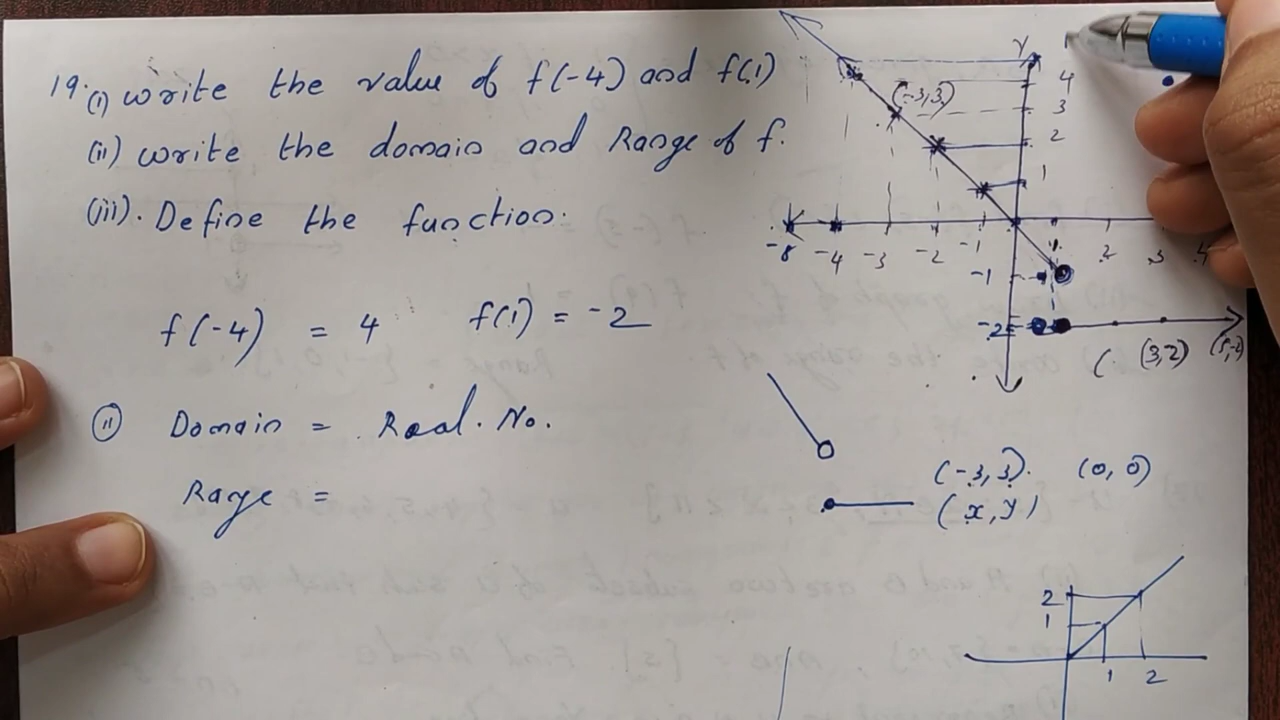 19. (i) Write the value of f(-4) and f(1)
(ii) Write the domain and Range of f.
(iii). Define the function.
f(-4) = 4 f(1) = -2
(ii) Domain = Real. No.
Range =
Y
4
(-3,3) 3
2
1
-5 -4 -3 -2 -1 1 2 3 4
-1
-2
(3,2)
(-3,3). (0,0)
(x,y)
2
1
1 2